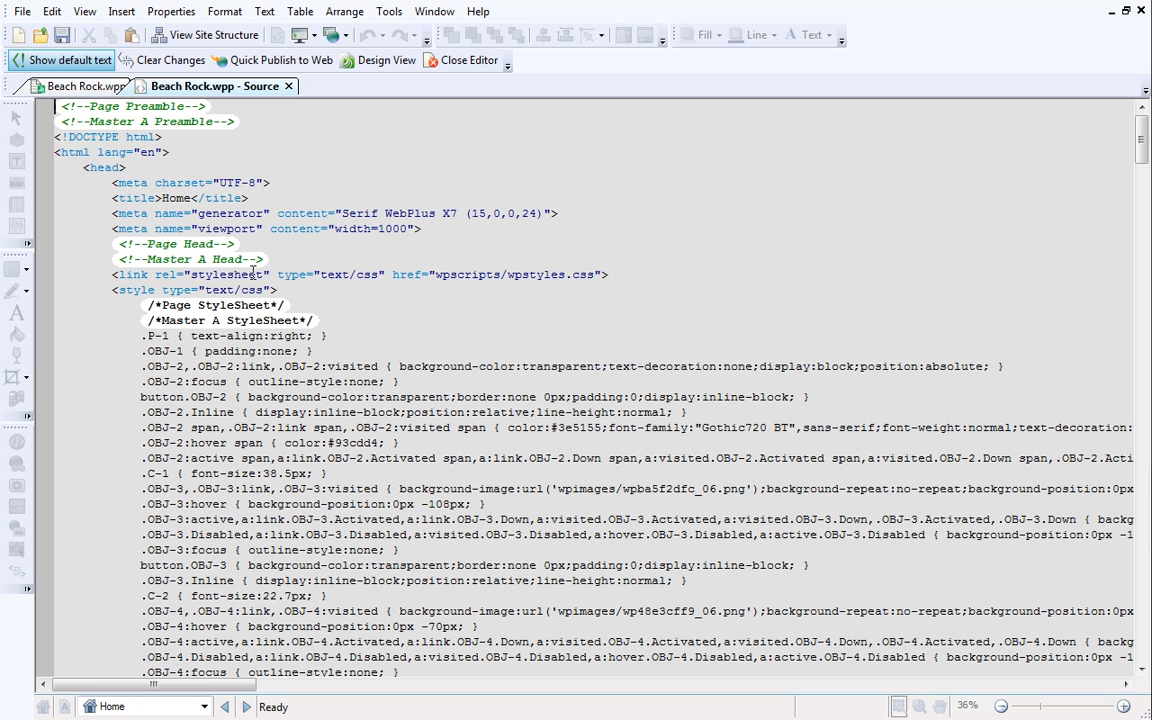 File Edit View Insert Properties Format Text Table Arrange Tools Window Help
View Site Structure Fill Line Text
Show default text Clear Changes Quick Publish to Web Design View Close Editor
Beach Rock.wpp Beach Rock.wpp - Source
<!--Page Preamble-->
<!--Master A Preamble-->
<!DOCTYPE html>
<html lang="en">
<head>
<meta charset="UTF-8">
<title>Home</title>
<meta name="generator" content="Serif WebPlus X7 (15,0,0,24)">
<meta name="viewport" content="width=1000">
<!--Page Head-->
<!--Master A Head-->
<link rel="stylesheet" type="text/css" href="wpscripts/wpstyles.css">
<style type="text/css">
/*Page StyleSheet*/
/*Master A StyleSheet*/
.P-1 { text-align:right; }
.OBJ-1 { padding:none; }
.OBJ-2,.OBJ-2:link,.OBJ-2:visited { background-color:transparent;text-decoration:none;display:block;position:absolute; }
.OBJ-2:focus { outline-style:none; }
button.OBJ-2 { background-color:transparent;border:none 0px;padding:0;display:inline-block; }
.OBJ-2.Inline { display:inline-block;position:relative;line-height:normal; }
.OBJ-2 span,.OBJ-2:link span,.OBJ-2:visited span { color:#3e5155;font-family:"Gothic720 BT",sans-serif;font-weight:normal;text-decoration:
.OBJ-2:hover span { color:#93cdd4; }
.OBJ-2:active span,a:link.OBJ-2.Activated span,a:link.OBJ-2.Down span,a:visited.OBJ-2.Activated span,a:visited.OBJ-2.Down span,.OBJ-2.Acti
.C-1 { font-size:38.5px; }
.OBJ-3,.OBJ-3:link,.OBJ-3:visited { background-image:url('wpimages/wpba5f2dfc_06.png');background-repeat:no-repeat;background-position:0px
.OBJ-3:hover { background-position:0px -108px; }
.OBJ-3:active,a:link.OBJ-3.Activated,a:link.OBJ-3.Down,a:visited.OBJ-3.Activated,a:visited.OBJ-3.Down,.OBJ-3.Activated,.OBJ-3.Down { backg
.OBJ-3.Disabled,a:link.OBJ-3.Disabled,a:visited.OBJ-3.Disabled,a:hover.OBJ-3.Disabled,a:active.OBJ-3.Disabled { background-position:0px -1
.OBJ-3:focus { outline-style:none; }
button.OBJ-3 { background-color:transparent;border:none 0px;padding:0;display:inline-block; }
.OBJ-3.Inline { display:inline-block;position:relative;line-height:normal; }
.C-2 { font-size:22.7px; }
.OBJ-4,.OBJ-4:link,.OBJ-4:visited { background-image:url('wpimages/wp48e3cff9_06.png');background-repeat:no-repeat;background-position:0px
.OBJ-4:hover { background-position:0px -70px; }
.OBJ-4:active,a:link.OBJ-4.Activated,a:link.OBJ-4.Down,a:visited.OBJ-4.Activated,a:visited.OBJ-4.Down,.OBJ-4.Activated,.OBJ-4.Down { backg
.OBJ-4.Disabled,a:link.OBJ-4.Disabled,a:visited.OBJ-4.Disabled,a:hover.OBJ-4.Disabled,a:active.OBJ-4.Disabled { background-position:0px -1
.OBJ-4:focus { outline-style:none; }
Home Ready 36%